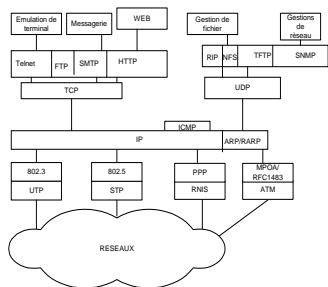 Emulation de
terminal
Messagerie
WEB
Gestion de
fichier
Gestions de
rèseau
Telnet
FTP
SMTP
HTTP
RIP
NFS
TFTP
SNMP
TCP
UDP
ICMP
IP
ARP/RARP
802.3
802.5
PPP
MPOA/
RFC1483
UTP
STP
RNIS
ATM
RESEAUX